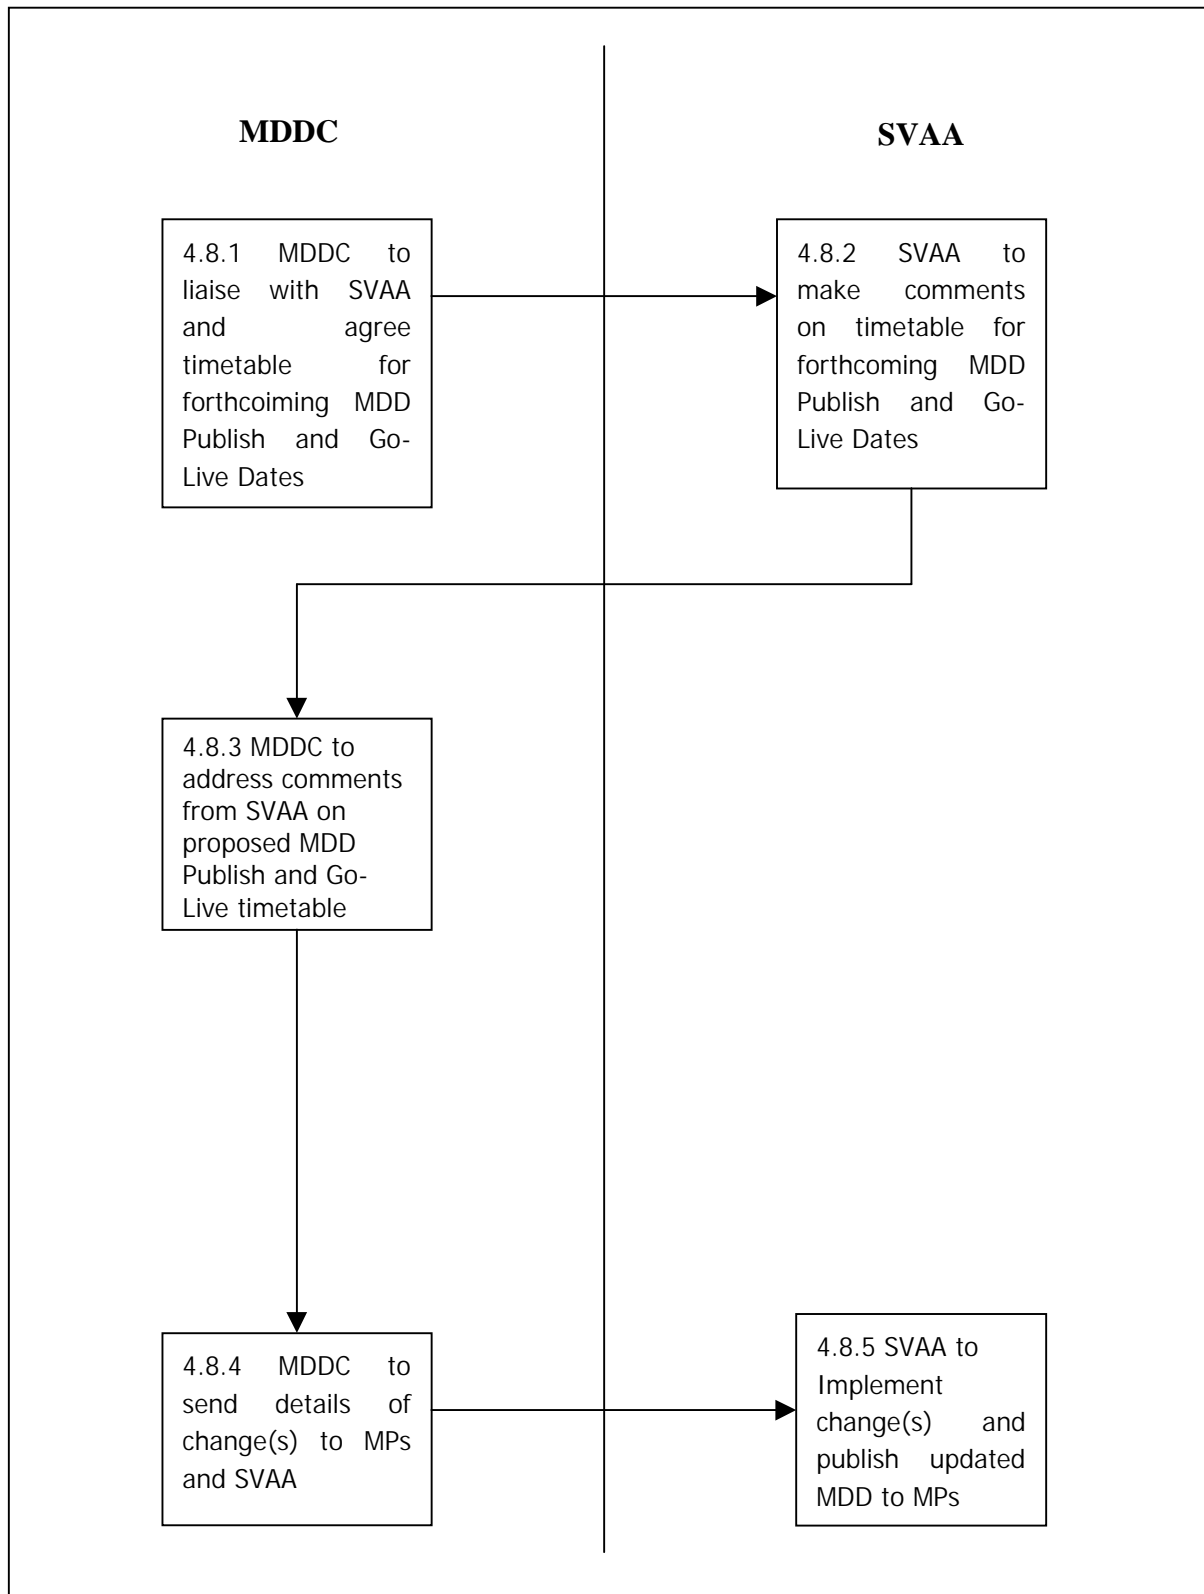 MDDC
SVAA
4.8.1 MDDC to
liaise with SVAA
and agree
timetable for
forthcoiming MDD
Publish and Go-
Live Dates
4.8.2 SVAA to
make comments
on timetable for
forthcoming MDD
Publish and Go-
Live Dates
4.8.3 MDDC to
address comments
from SVAA on
proposed MDD
Publish and Go-
Live timetable
4.8.4 MDDC to
send details of
change(s) to MPs
and SVAA
4.8.5 SVAA to
Implement
change(s) and
publish updated
MDD to MPs